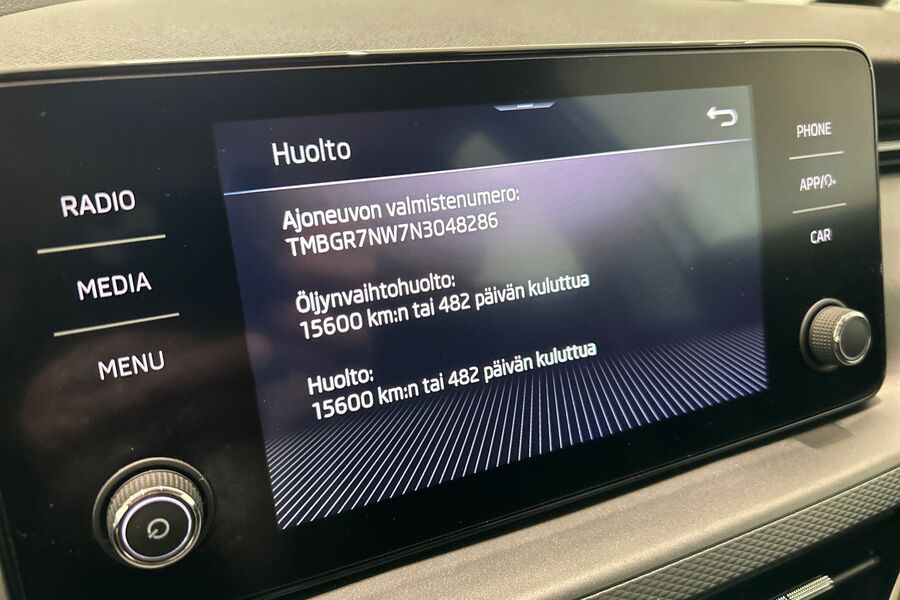 RADIO
MEDIA
MENU
Huolto
Ajoneuvon valmistenumero:
TMBGR7NW7N3048286
Öljynvaihtohuolto:
15600 km:n tai 482 päivän kuluttua
Huolto:
15600 km:n tai 482 päivän kuluttua
PHONE
APP/
CAR